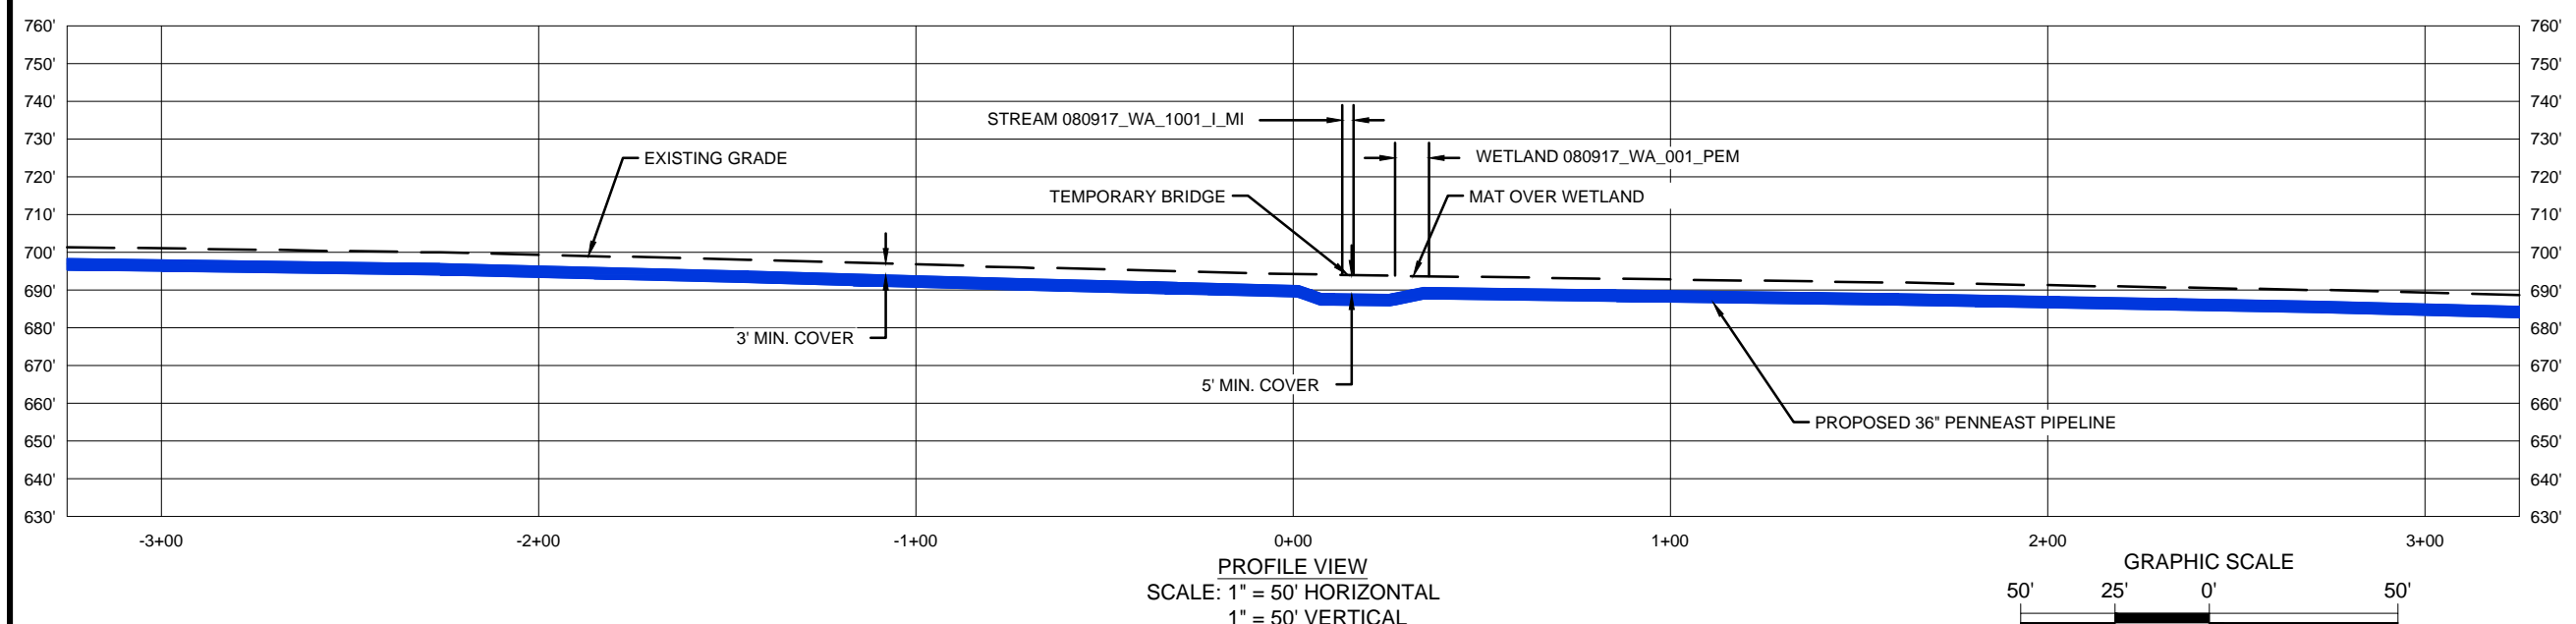 760' 760'
750' 750'
740' 740'
STREAM 080917_WA_1001_I_MI
730' 730'
EXISTING GRADE
WETLAND 080917_WA_001_PEM
720' 720'
TEMPORARY BRIDGE
MAT OVER WETLAND
710' 710'
700' 700'
690' 690'
680' 680'
3' MIN. COVER
670' 670'
5' MIN. COVER
660' 660'
PROPOSED 36" PENNEAST PIPELINE
650' 650'
640' 640'
630' 630'
-3+00 -2+00 -1+00 0+00 1+00 2+00 3+00
PROFILE VIEW
SCALE: 1" = 50' HORIZONTAL
1" = 50' VERTICAL
GRAPHIC SCALE
50' 25' 0' 50'